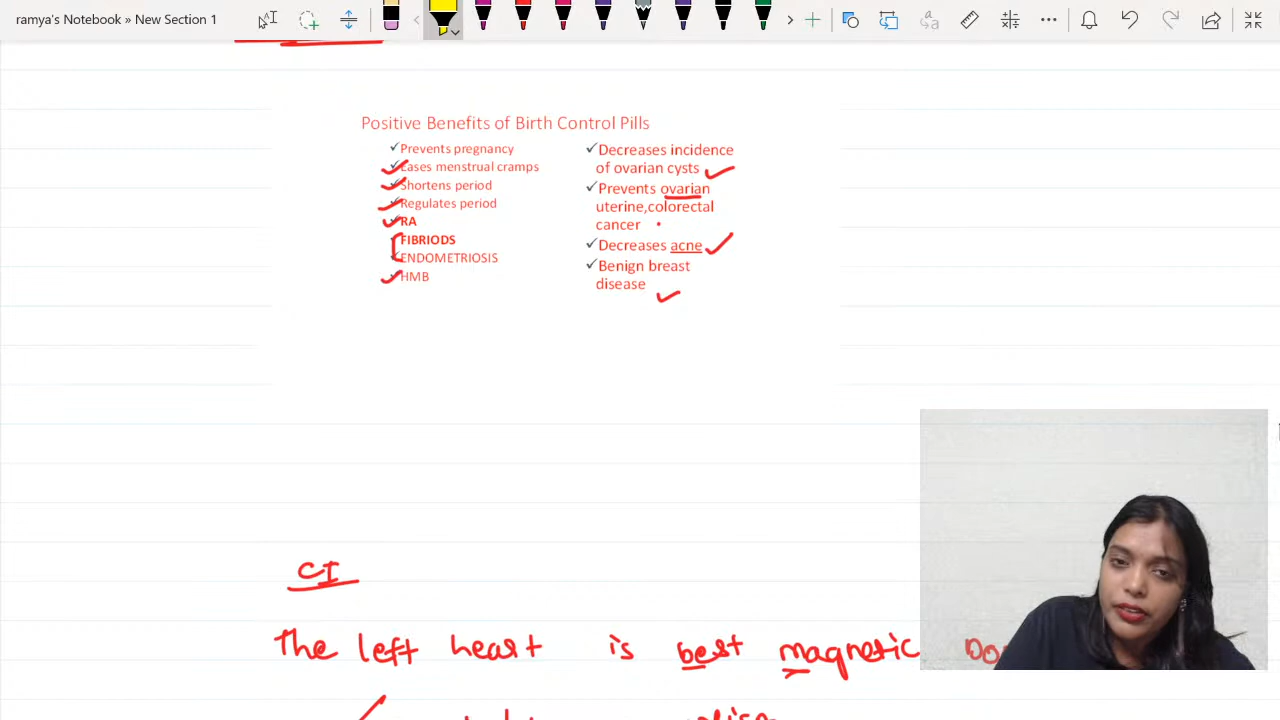 ramya's Notebook » New Section 1
Positive Benefits of Birth Control Pills
Prevents pregnancy
Eases menstrual cramps
Shortens period
Regulates period
RA
FIBRIODS
ENDOMETRIOSIS
HMB
Decreases incidence
of ovarian cysts
Prevents ovarian
uterine,colorectal
cancer
Decreases acne
Benign breast
disease
CI
The left heart is best magnetic